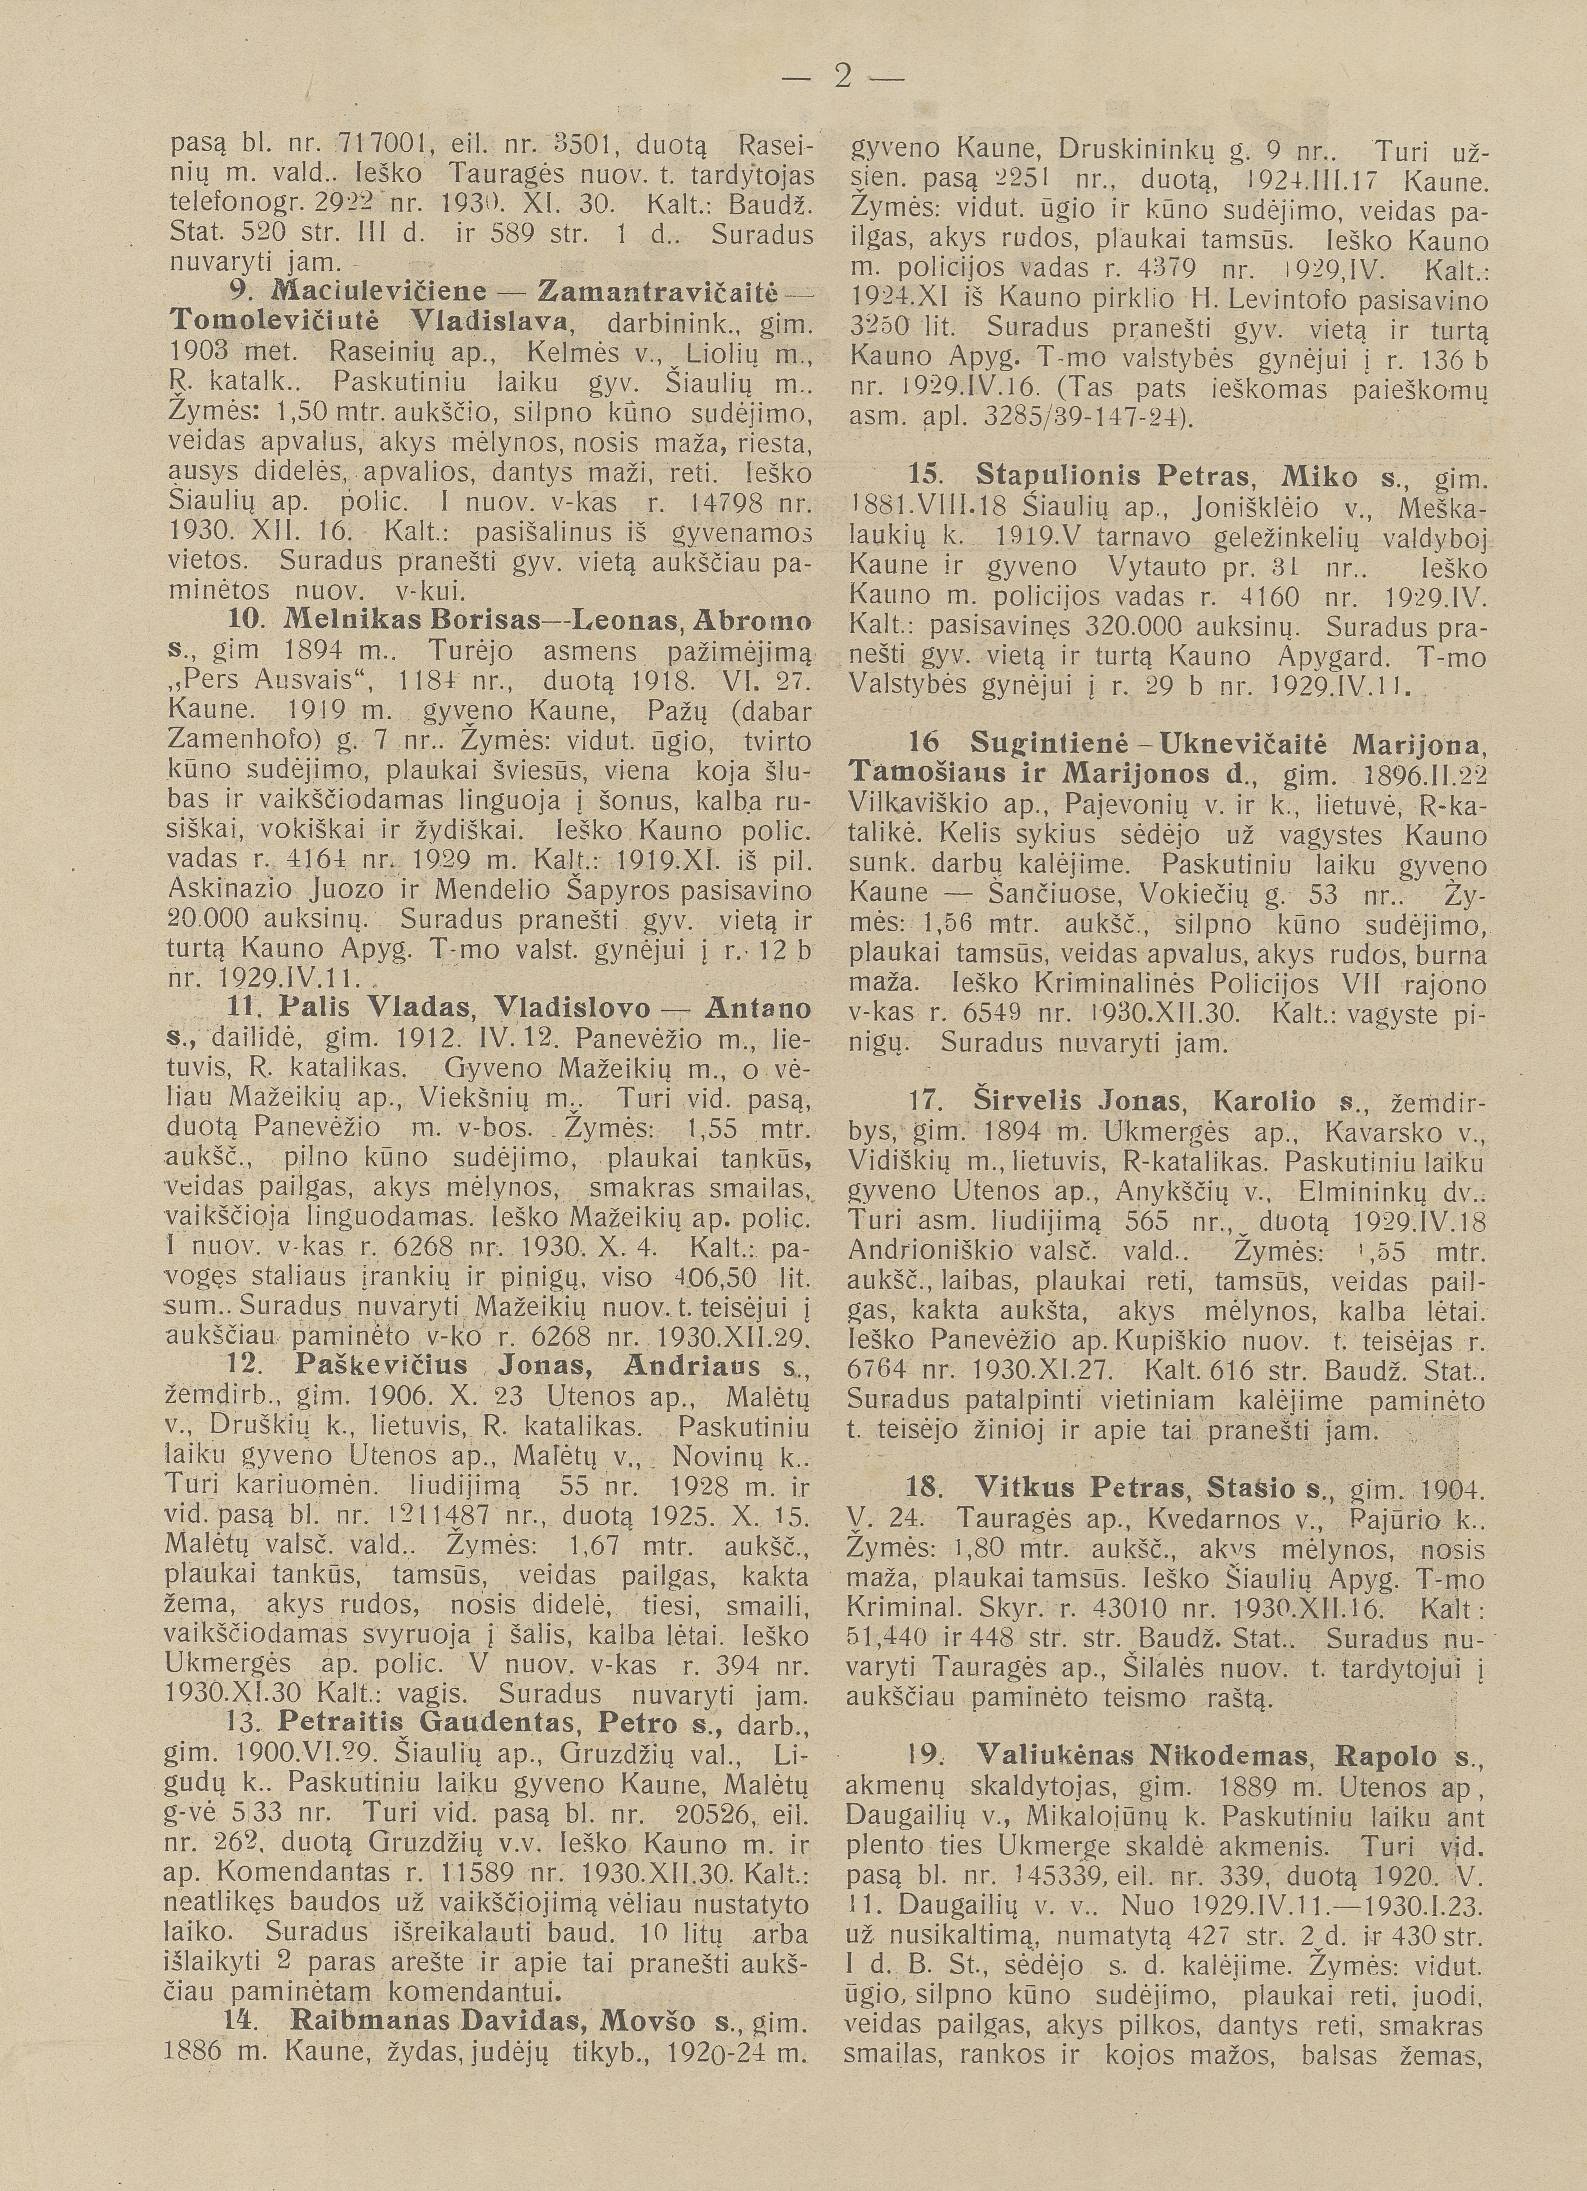 — 2 —
pasą bl. nr. 717001, eil. nr. 3501, duotą Rasei-
nių m. vald.. Ieško Tauragės nuov. t. tardytojas
telefonogr. 2922 nr. 1930. XI. 30. Kalt.: Baudž.
Stat. 520 str. III d. ir 589 str. 1 d.. Suradus
nuvaryti jam.
9. Maciulevičiene — Zamantravičaitė —
Tomolevičiutė Vladislava, darbinink., gim.
1903 met. Raseinių ap., Kelmės v., Liolių m.,
R. katalk.. Paskutiniu laiku gyv. Šiaulių m..
Žymės: 1,50 mtr. aukščio, silpno kūno sudėjimo,
veidas apvalus, akys mėlynos, nosis maža, riesta,
ausys didelės, apvalios, dantys maži, reti. Ieško
Šiaulių ap. polic. I nuov. v-kas r. 14798 nr.
1930. XII. 16. Kalt.: pasišalinus iš gyvenamos
vietos. Suradus pranešti gyv. vietą aukščiau pa-
minėtos nuov. v-kui.
10. Melnikas Borisas—Leonas, Abromo
s., gim 1894 m.. Turėjo asmens pažimėjimą
„Pers Ausvais“, 1184 nr., duotą 1918. VI. 27.
Kaune. 1919 m. gyveno Kaune, Pažų (dabar
Zamenhofo) g. 7 nr.. Žymės: vidut. ūgio, tvirto
kūno sudėjimo, plaukai šviesūs, viena koja šlu-
bas ir vaikščiodamas linguoja į šonus, kalba ru-
siškai, vokiškai ir žydiškai. Ieško Kauno polic.
vadas r. 4164 nr. 1929 m. Kalt.: 1919.XI. iš pil.
Askinazio Juozo ir Mendelio Šapyros pasisavino
20.000 auksinų. Suradus pranešti gyv. vietą ir
turtą Kauno Apyg. T-mo valst. gynėjui į r. 12 b
nr. 1929.IV.11.
11. Palis Vladas, Vladislovo — Antano
s., dailidė, gim. 1912. IV. 12. Panevėžio m., lie-
tuvis, R. katalikas. Gyveno Mažeikių m., o vė-
liau Mažeikių ap., Viekšnių m.. Turi vid. pasą,
duotą Panevėžio m. v-bos. Žymės: 1,55 mtr.
aukšč., pilno kūno sudėjimo, plaukai tankūs,
veidas pailgas, akys mėlynos, smakras smailas,
vaikščioja linguodamas. Ieško Mažeikių ap. polic.
I nuov. v-kas r. 6268 nr. 1930. X. 4. Kalt.: pa-
vogęs staliaus įrankių ir pinigų, viso 406,50 lit.
sum.. Suradus nuvaryti Mažeikių nuov. t. teisėjui į
aukščiau paminėto v-ko r. 6268 nr. 1930.XII.29.
12. Paškevičius Jonas, Andriaus s.,
žemdirb., gim. 1906. X. 23 Utenos ap., Malėtų
v., Druškių k., lietuvis, R. katalikas. Paskutiniu
laiku gyveno Utenos ap., Malėtų v., Novinų k..
Turi kariuomėn. liudijimą 55 nr. 1928 m. ir
vid. pasą bl. nr. 1211487 nr., duotą 1925. X. 15.
Malėtų valsč. vald.. Žymės: 1,67 mtr. aukšč.,
plaukai tankūs, tamsūs, veidas pailgas, kakta
žema, akys rudos, nosis didelė, tiesi, smaili,
vaikščiodamas svyruoja į šalis, kalba lėtai. Ieško
Ukmergės ap. polic. V nuov. v-kas r. 394 nr.
1930.XI.30 Kalt.: vagis. Suradus nuvaryti jam.
13. Petraitis Gaudentas, Petro s., darb.,
gim. 1900.VI.29. Šiaulių ap., Gruzdžių val., Li-
gudų k.. Paskutiniu laiku gyveno Kaune, Malėtų
g-vė 5|33 nr. Turi vid. pasą bl. nr. 20526, eil.
nr. 262, duotą Gruzdžių v.v. Ieško Kauno m. ir
ap. Komendantas r. 11589 nr. 1930.XII.30. Kalt.:
neatlikęs baudos už vaikščiojimą vėliau nustatyto
laiko. Suradus išreikalauti baud. 10 litų arba
išlaikyti 2 paras arešte ir apie tai pranešti aukš-
čiau paminėtam komendantui.
14. Raibmanas Davidas, Movšo s., gim.
1886 m. Kaune, žydas, judėjų tikyb., 1920-24 m.
gyveno Kaune, Druskininkų g. 9 nr.. Turi už-
sien. pasą 2251 nr., duotą, 1924.III.17 Kaune.
Žymės: vidut. ūgio ir kūno sudėjimo, veidas pa-
ilgas, akys rudos, plaukai tamsūs. Ieško Kauno
m. policijos vadas r. 4379 nr. 1929,IV. Kalt.:
1924.XI iš Kauno pirklio H. Levintofo pasisavino
3250 lit. Suradus pranešti gyv. vietą ir turtą
Kauno Apyg. T-mo valstybės gynėjui į r. 136 b
nr. 1929.IV.16. (Tas pats ieškomas paieškomų
asm. apl. 3285/39-147-24).
15. Stapulionis Petras, Miko s., gim.
1881.VIII.18 Šiaulių ap., Jonišklėio v., Meška-
laukių k. 1919.V tarnavo geležinkelių valdyboj
Kaune ir gyveno Vytauto pr. 31 nr.. Ieško
Kauno m. policijos vadas r. 4160 nr. 1929.IV.
Kalt.: pasisavinęs 320.000 auksinų. Suradus pra-
nešti gyv. vietą ir turtą Kauno Apygard. T-mo
Valstybės gynėjui į r. 29 b nr. 1929.IV.11.
16 Sugintienė – Uknevičaitė Marijona,
Tamošiaus ir Marijonos d., gim. 1896.II.22
Vilkaviškio ap., Pajevonių v. ir k., lietuvė, R-ka-
talikė. Kelis sykius sėdėjo už vagystes Kauno
sunk. darbų kalėjime. Paskutiniu laiku gyveno
Kaune — Šančiuose, Vokiečių g. 53 nr.. Žy-
mės: 1,56 mtr. aukšč., silpno kūno sudėjimo,
plaukai tamsūs, veidas apvalus, akys rudos, burna
maža. Ieško Kriminalinės Policijos VII rajono
v-kas r. 6549 nr. 1930.XII.30. Kalt.: vagyste pi-
nigų. Suradus nuvaryti jam.
17. Širvelis Jonas, Karolio s., žemdir-
bys, gim. 1894 m. Ukmergės ap., Kavarsko v.,
Vidiškių m., lietuvis, R-katalikas. Paskutiniu laiku
gyveno Utenos ap., Anykščių v., Elmininkų dv..
Turi asm. liudijimą 565 nr., duotą 1929.IV.18
Andrioniškio valsč. vald.. Žymės: 1,55 mtr.
aukšč., laibas, plaukai reti, tamsūs, veidas pail-
gas, kakta aukšta, akys mėlynos, kalba lėtai.
Ieško Panevėžio ap. Kupiškio nuov. t. teisėjas r.
6764 nr. 1930.XI.27. Kalt. 616 str. Baudž. Stat..
Suradus patalpinti vietiniam kalėjime paminėto
t. teisėjo žinioj ir apie tai pranešti jam.
18. Vitkus Petras, Stasio s., gim. 1904.
V. 24. Tauragės ap., Kvedarnos v., Pajūrio k..
Žymės: 1,80 mtr. aukšč., akys mėlynos, nosis
maža, plaukai tamsūs. Ieško Šiaulių Apyg. T-mo
Kriminal. Skyr. r. 43010 nr. 1930.XII.16. Kalt:
51,440 ir 448 str. str. Baudž. Stat.. Suradus nu-
varyti Tauragės ap., Šilalės nuov. t. tardytojui į
aukščiau paminėto teismo raštą.
19. Valiukėnas Nikodemas, Rapolo s.,
akmenų skaldytojas, gim. 1889 m. Utenos ap,
Daugailių v., Mikalojūnų k. Paskutiniu laiku ant
plento ties Ukmerge skaldė akmenis. Turi vid.
pasą bl. nr. 145339, eil. nr. 339, duotą 1920. V.
11. Daugailių v. v.. Nuo 1929.IV.11.—1930.I.23.
už nusikaltimą, numatytą 427 str. 2 d. ir 430 str.
I d. B. St., sėdėjo s. d. kalėjime. Žymės: vidut.
ūgio, silpno kūno sudėjimo, plaukai reti, juodi,
veidas pailgas, akys pilkos, dantys reti, smakras
smailas, rankos ir kojos mažos, balsas žemas,